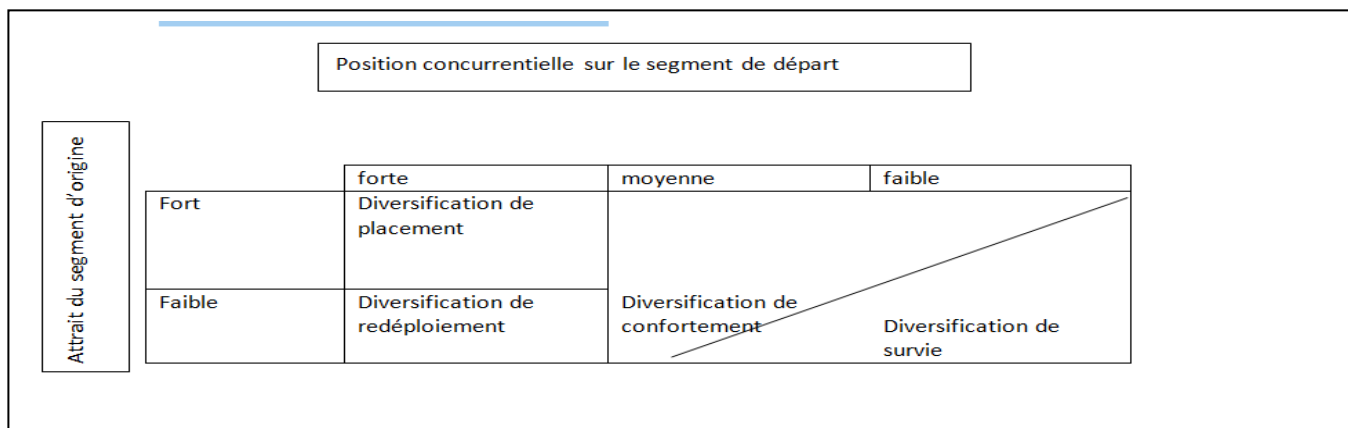 Position concurrentielle sur le segment de départ
Attrait du segment d'origine
forte
moyenne
faible
Fort
Diversification de
placement
Faible
Diversification de
redéploiement
Diversification de
confortement
Diversification de
survie